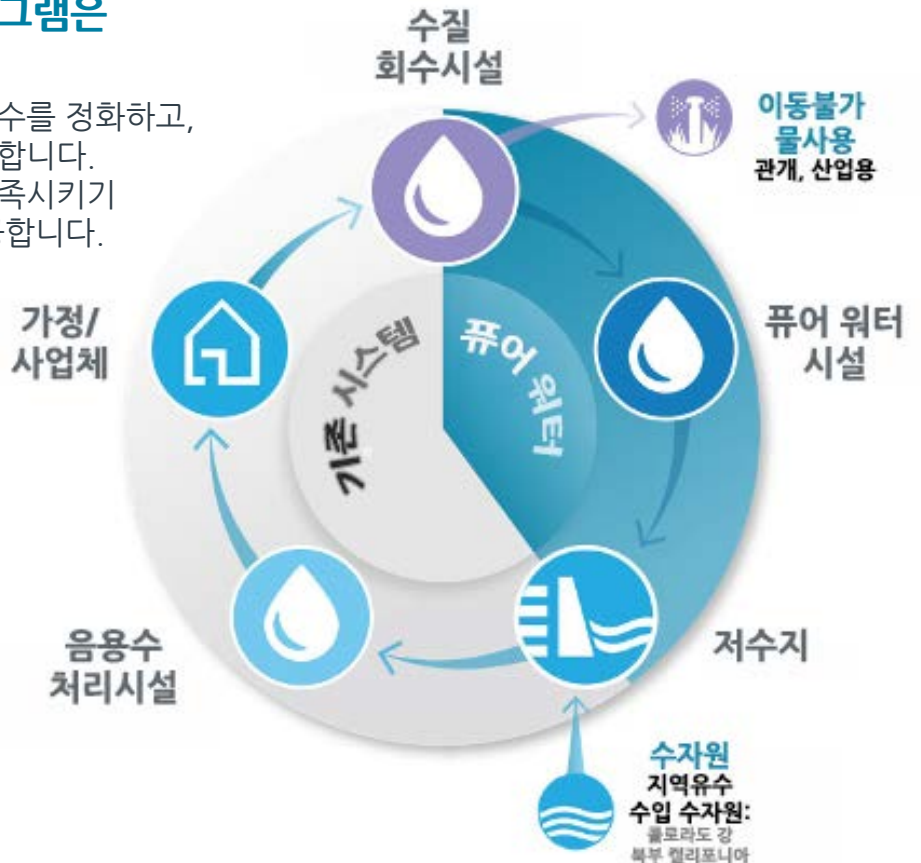 그램은
수를 정화하고,
합니다.
족시키기
합니다.
수질
회수시설
이동불가
물사용
관개, 산업용
퓨어 워터
시설
저수지
수자원
지역유수
수입 수자원:
콜로라도 강
북부 캘리포니아
음용수
처리시설
가정/
사업체
기존 시스템
퓨어 워터